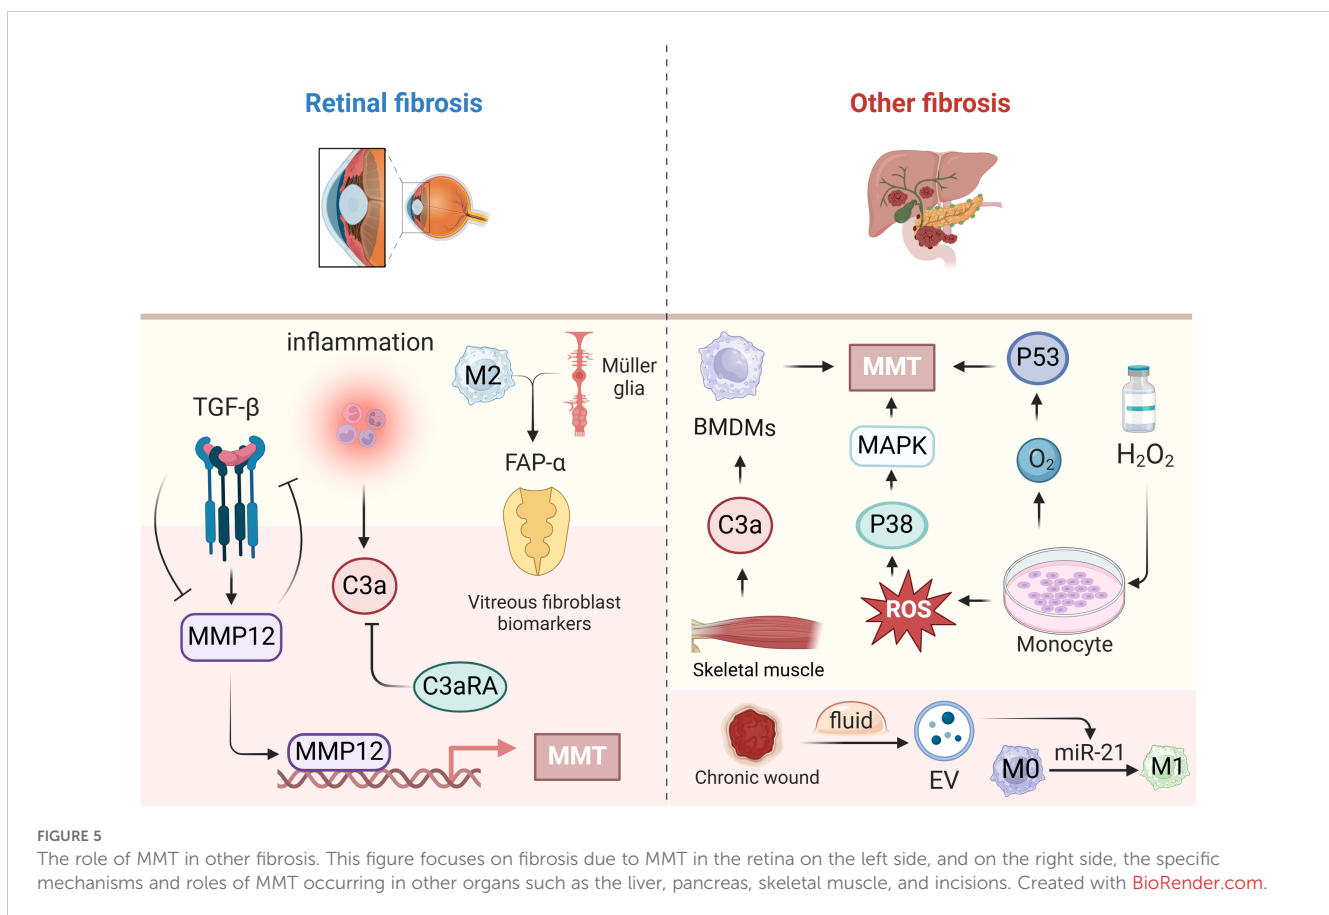 Retinal fibrosis
Other fibrosis
inflammation
TGF-β
M2
Müller
glia
FAP-α
C3a
Vitreous fibroblast
biomarkers
MMP12
C3aRA
MMP12
MMT
BMDMs
MMT
P53
MAPK
O₂
H₂O₂
C3a
P38
ROS
Monocyte
Skeletal muscle
Chronic wound
fluid
EV
M0
miR-21
M1
FIGURE 5
The role of MMT in other fibrosis. This figure focuses on fibrosis due to MMT in the retina on the left side, and on the right side, the specific
mechanisms and roles of MMT occurring in other organs such as the liver, pancreas, skeletal muscle, and incisions. Created with BioRender.com.